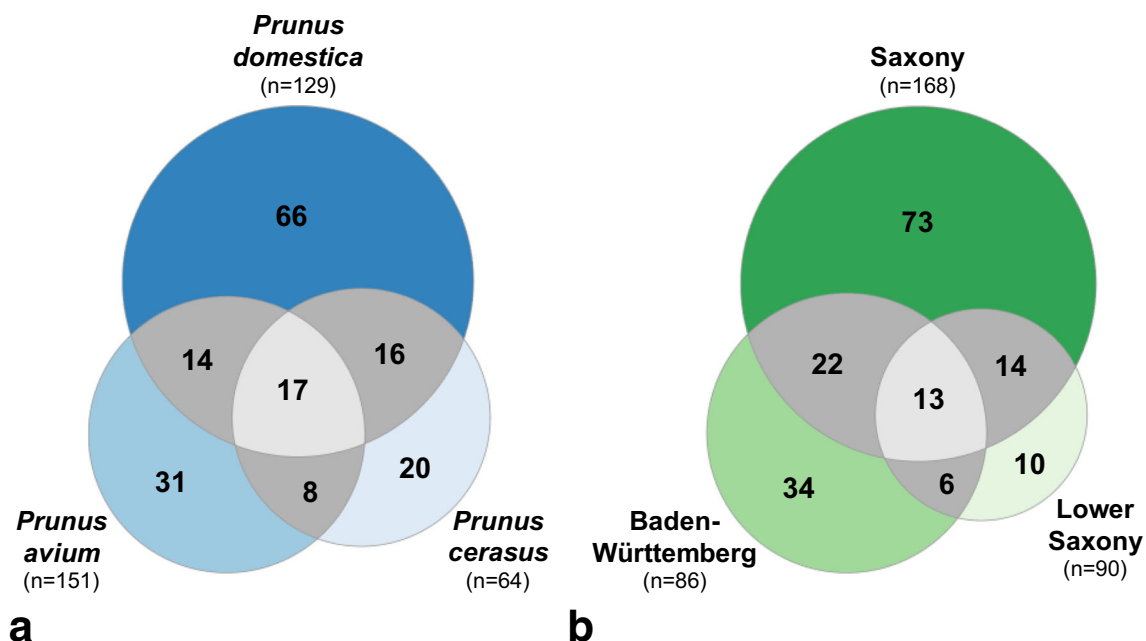 Prunus
domestica
(n=129)
66
14
16
17
31
8
20
Prunus
avium
(n=151)
Prunus
cerasus
(n=64)
a
Saxony
(n=168)
73
22
14
13
34
6
10
Baden-
Württemberg
(n=86)
Lower
Saxony
(n=90)
b